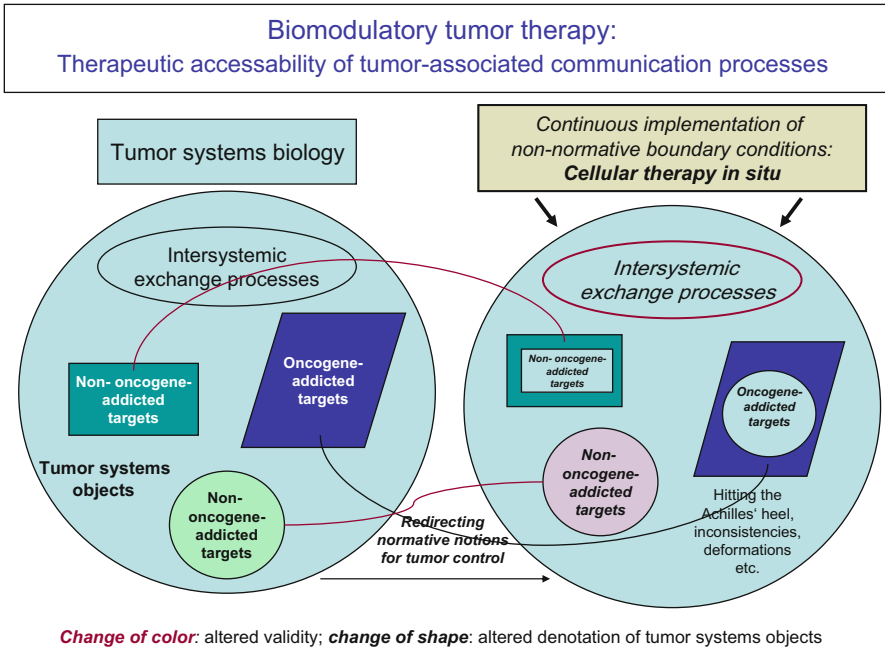 Biomodulatory tumor therapy:
Therapeutic accessability of tumor-associated communication processes
Tumor systems biology
Continuous implementation of
non-normative boundary conditions:
Cellular therapy in situ
Intersystemic
exchange processes
Non- oncogene-
addicted
targets
Oncogene-
addicted
targets
Tumor systems
objects
Non-
oncogene-
addicted
targets
Redirecting
normative notions
for tumor control
Intersystemic
exchange processes
Non- oncogene-
addicted
targets
Oncogene-
addicted
targets
Non-
oncogene-
addicted
targets
Hitting the
Achilles‘ heel,
inconsistencies,
deformations
etc.
Change of color: altered validity; change of shape: altered denotation of tumor systems objects